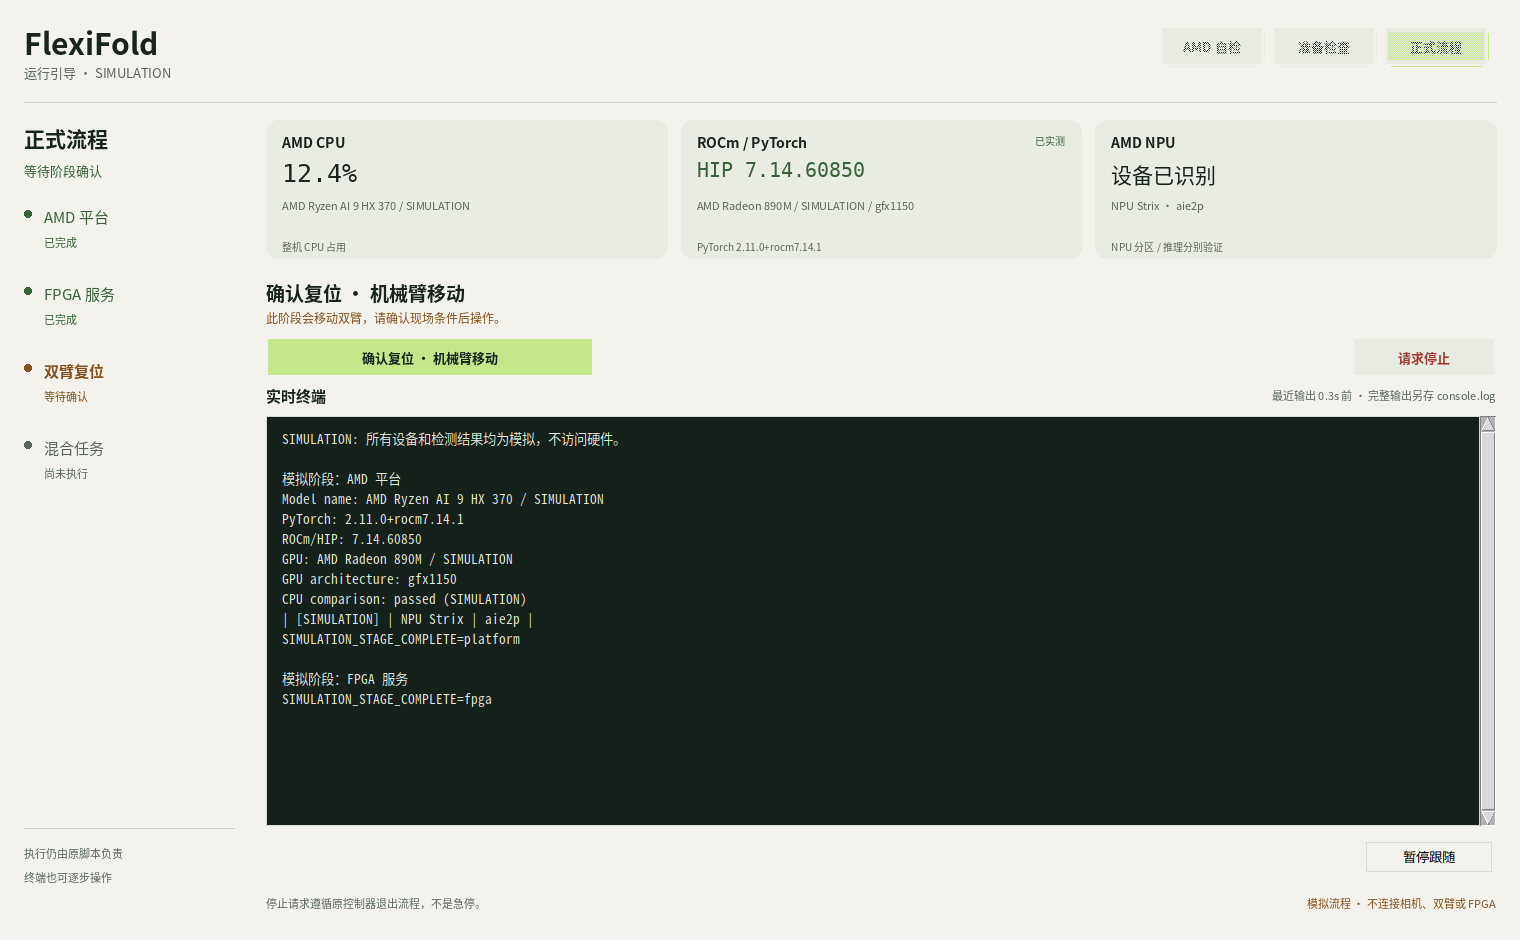 FlexiFold
运行引导 · SIMULATION
AMD 自检
准备检查
正式流程
正式流程
等待阶段确认
AMD 平台
已完成
FPGA 服务
已完成
双臂复位
等待确认
混合任务
尚未执行
执行仍由原脚本负责
终端也可逐步操作
AMD CPU
12.4%
AMD Ryzen AI 9 HX 370 / SIMULATION
整机 CPU 占用
ROCm / PyTorch
已实测
HIP 7.14.60850
AMD Radeon 890M / SIMULATION / gfx1150
PyTorch 2.11.0+rocm7.14.1
AMD NPU
设备已识别
NPU Strix · aie2p
NPU 分区 / 推理分别验证
确认复位 · 机械臂移动
此阶段会移动双臂，请确认现场条件后操作。
确认复位 · 机械臂移动
请求停止
实时终端
最近输出 0.3s 前 · 完整输出另存 console.log
SIMULATION: 所有设备和检测结果均为模拟，不访问硬件。
模拟阶段：AMD 平台
Model name: AMD Ryzen AI 9 HX 370 / SIMULATION
PyTorch: 2.11.0+rocm7.14.1
ROCm/HIP: 7.14.60850
GPU: AMD Radeon 890M / SIMULATION
GPU architecture: gfx1150
CPU comparison: passed (SIMULATION)
| [SIMULATION] | NPU Strix | aie2p |
SIMULATION_STAGE_COMPLETE=platform
模拟阶段：FPGA 服务
SIMULATION_STAGE_COMPLETE=fpga
暂停跟随
停止请求遵循原控制器退出流程，不是急停。
模拟流程 · 不连接相机、双臂或 FPGA